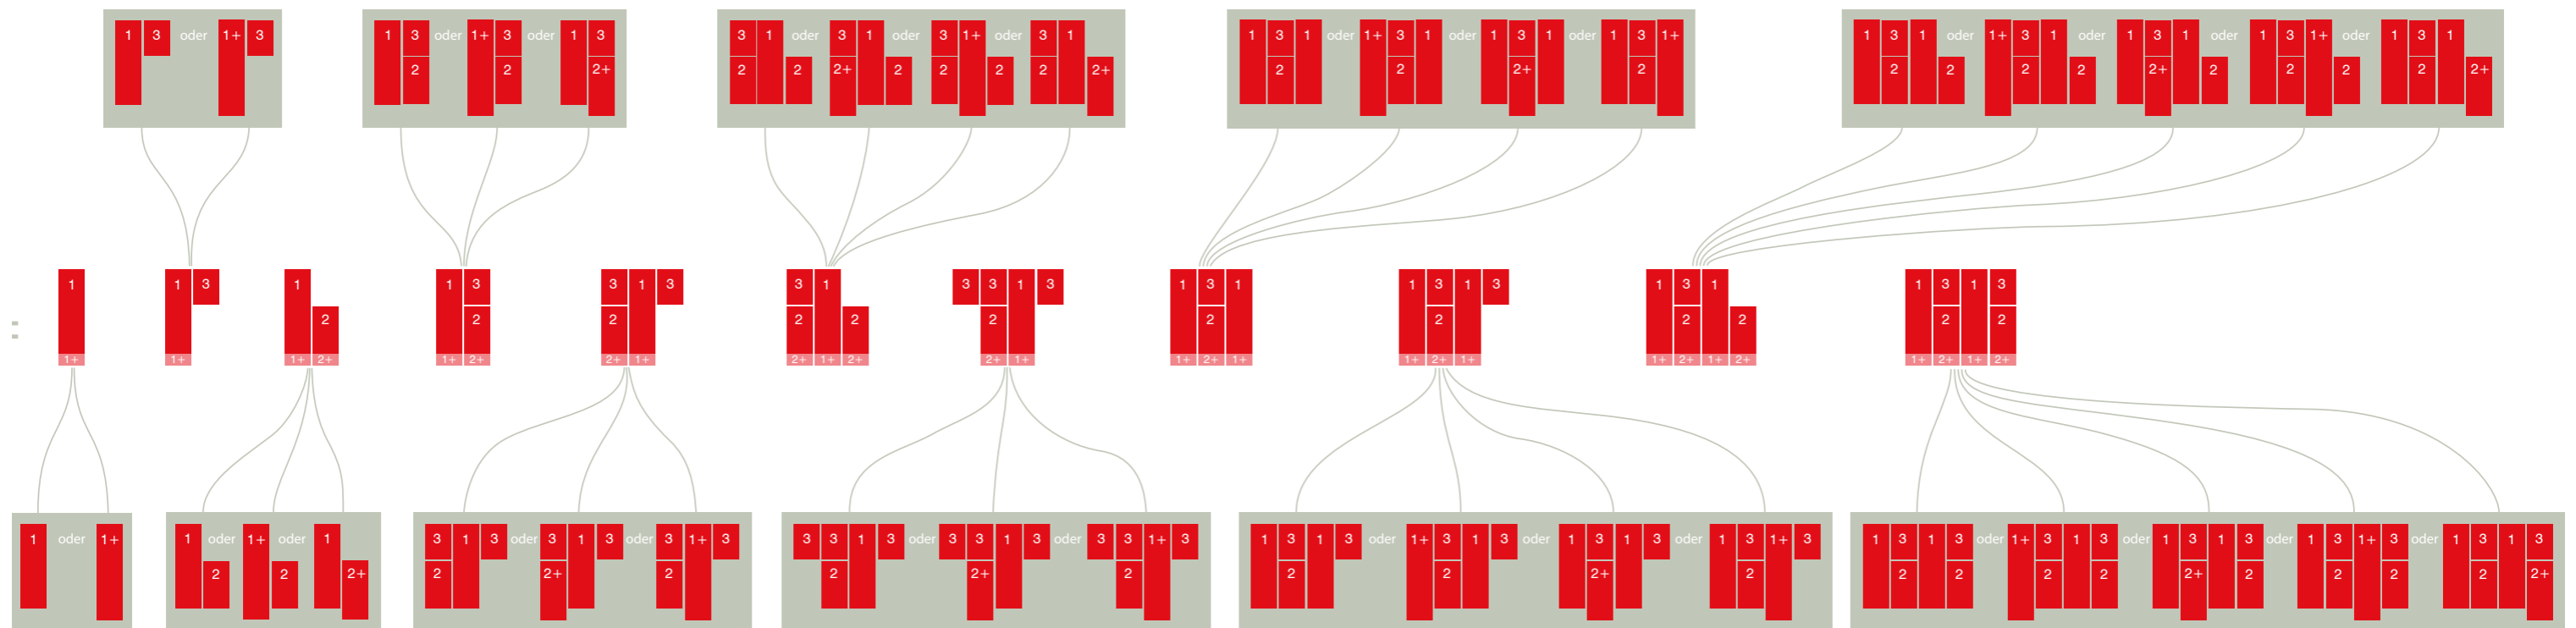 1 3 oder 1+ 3 1 3 oder 1+ 3 oder 1 3 3 1 oder 3 1 oder 3 1+ oder 3 1 1 3 1 oder 1+ 3 1 oder 1 3 1 oder 1 3 1+ 1 3 1 oder 1+ 3 1 oder 1 3 1 oder 1 3 1+ oder 1 3 1
2 2 2+ 2 2 2+ 2 2 2 2 2+ 2 2 2+ 2 2 2 2 2 2+ 2 2 2 2 2+
1 1 3 1 1 3 3 1 3 3 1 3 3 1 3 1 3 1 1 3 1 3 1 3 1 1 3 1 3
2 2 2 2 2 2 2 2 2 2 2 2
1+ 1+ 1+ 2+ 1+ 2+ 2+ 1+ 2+ 1+ 2+ 2+ 1+ 1+ 2+ 1+ 1+ 2+ 1+ 1+ 2+ 1+ 2+ 1+ 2+ 1+ 2+
1 oder 1+ 1 oder 1+ oder 1 3 1 3 oder 3 1 3 oder 3 1+ 3 3 3 1 3 oder 3 3 1 3 oder 3 3 1+ 3 1 3 1 3 oder 1+ 3 1 3 oder 1 3 1 3 oder 1 3 1+ 3 1 3 1 3 oder 1+ 3 1 3 oder 1 3 1 3 oder 1 3 1+ 3 oder 1 3 1 3
2 2 2+ 2 2+ 2 2 2+ 2 2 2 2+ 2 2 2 2 2 2+ 2 2 2 2 2+